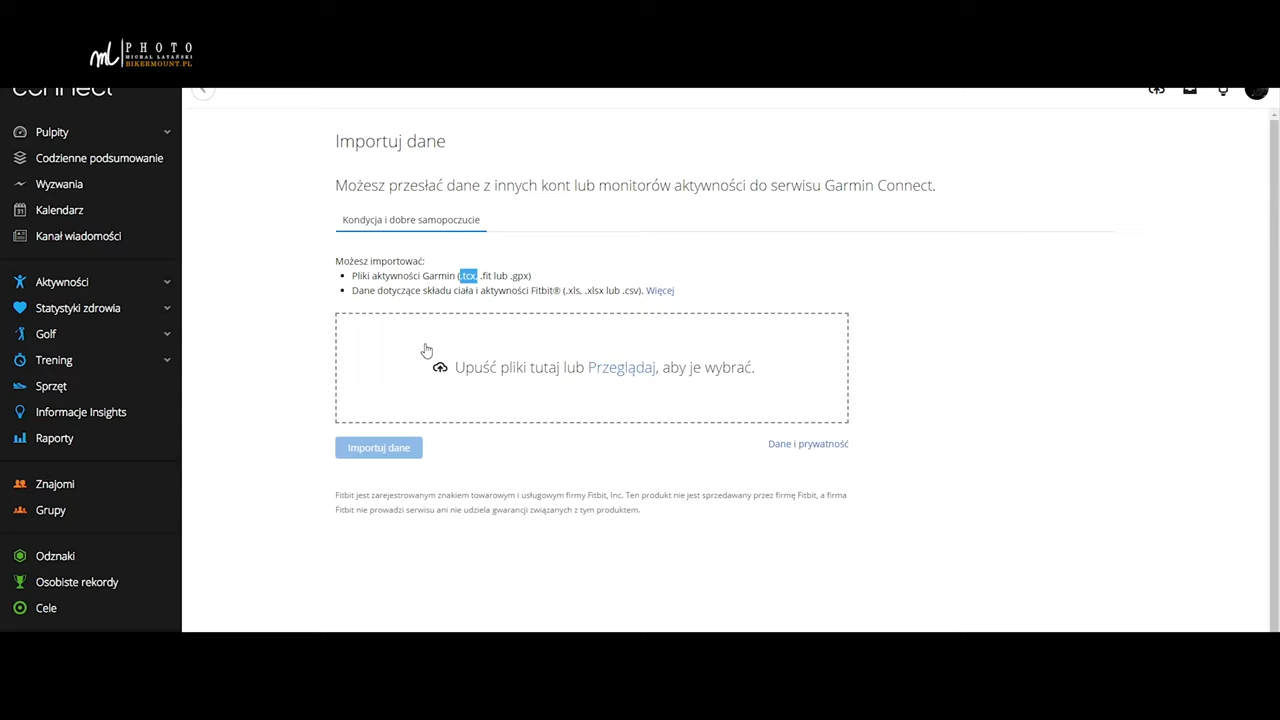 PHOTO
MICHAŁ LATAŃSKI
BIKERMOUNT.PL
connect
Pulpity
Codzienne podsumowanie
Wyzwania
Kalendarz
Kanał wiadomości
Aktywności
Statystyki zdrowia
Golf
Trening
Sprzęt
Informacje Insights
Raporty
Znajomi
Grupy
Odznaki
Osobiste rekordy
Cele
Importuj dane
Możesz przesłać dane z innych kont lub monitorów aktywności do serwisu Garmin Connect.
Kondycja i dobre samopoczucie
Możesz importować:
Pliki aktywności Garmin (.tcx, .fit lub .gpx)
Dane dotyczące składu ciała i aktywności Fitbit® (.xls, .xlsx lub .csv). Więcej
Upuść pliki tutaj lub Przeglądaj, aby je wybrać.
Importuj dane
Dane i prywatność
Fitbit jest zarejestrowanym znakiem towarowym i usługowym firmy Fitbit, Inc. Ten produkt nie jest sprzedawany przez firmę Fitbit, a firma
Fitbit nie prowadzi serwisu ani nie udziela gwarancji związanych z tym produktem.